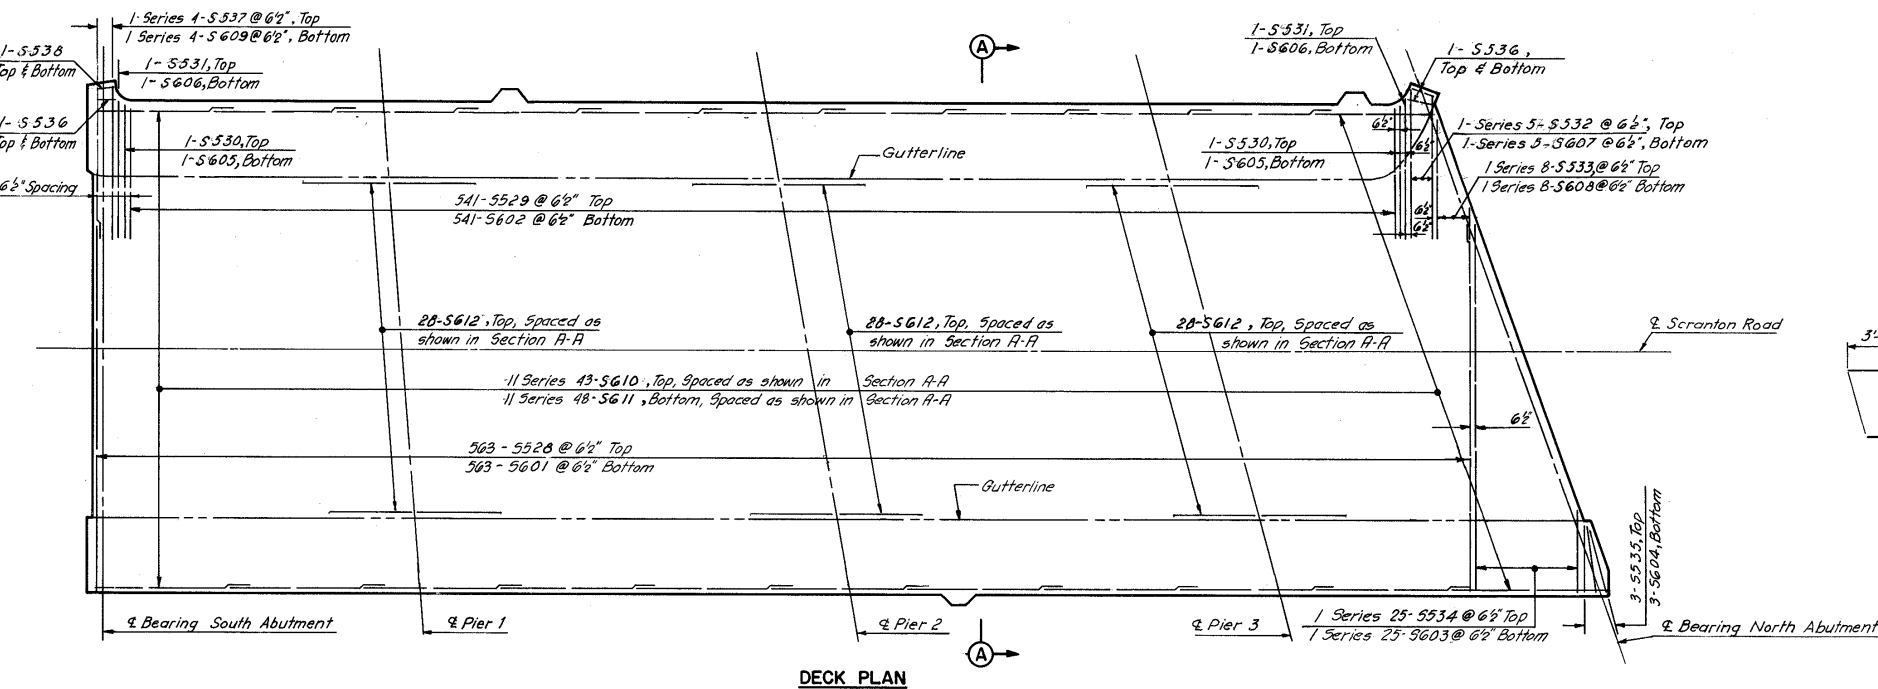 1-Series 4-S537 @ 6½", Top
1 Series 4-S609 @ 6½", Bottom
1-S538
Top & Bottom
1-S531, Top
1-S606, Bottom
1-S536
Top & Bottom
1-S530, Top
1-S605, Bottom
6½" Spacing
541-S529 @ 6½" Top
541-S602 @ 6½" Bottom
A
Gutterline
1-S531, Top
1-S606, Bottom
1-S536,
Top & Bottom
6½"
1-S530, Top
1-S605, Bottom
6½"
1-Series 5-S532 @ 6½", Top
1-Series 5-S607 @ 6½", Bottom
1 Series 8-S533, @ 6½" Top
1 Series 8-S608 @ 6½" Bottom
6½"
6½"
28-S612, Top, Spaced as
shown in Section A-A
28-S612, Top, Spaced as
shown in Section A-A
28-S612, Top, Spaced as
shown in Section A-A
℄ Scranton Road
3'-
11 Series 43-S610, Top, Spaced as shown in Section A-A
11 Series 48-S611, Bottom, Spaced as shown in Section A-A
6½"
563-S528 @ 6½" Top
563-S601 @ 6½" Bottom
Gutterline
3-S535, Top
3-S604, Bottom
℄ Bearing South Abutment
℄ Pier 1
℄ Pier 2
℄ Pier 3
1 Series 25-S534 @ 6½" Top
1 Series 25-S603 @ 6½" Bottom
℄ Bearing North Abutment
A
DECK PLAN